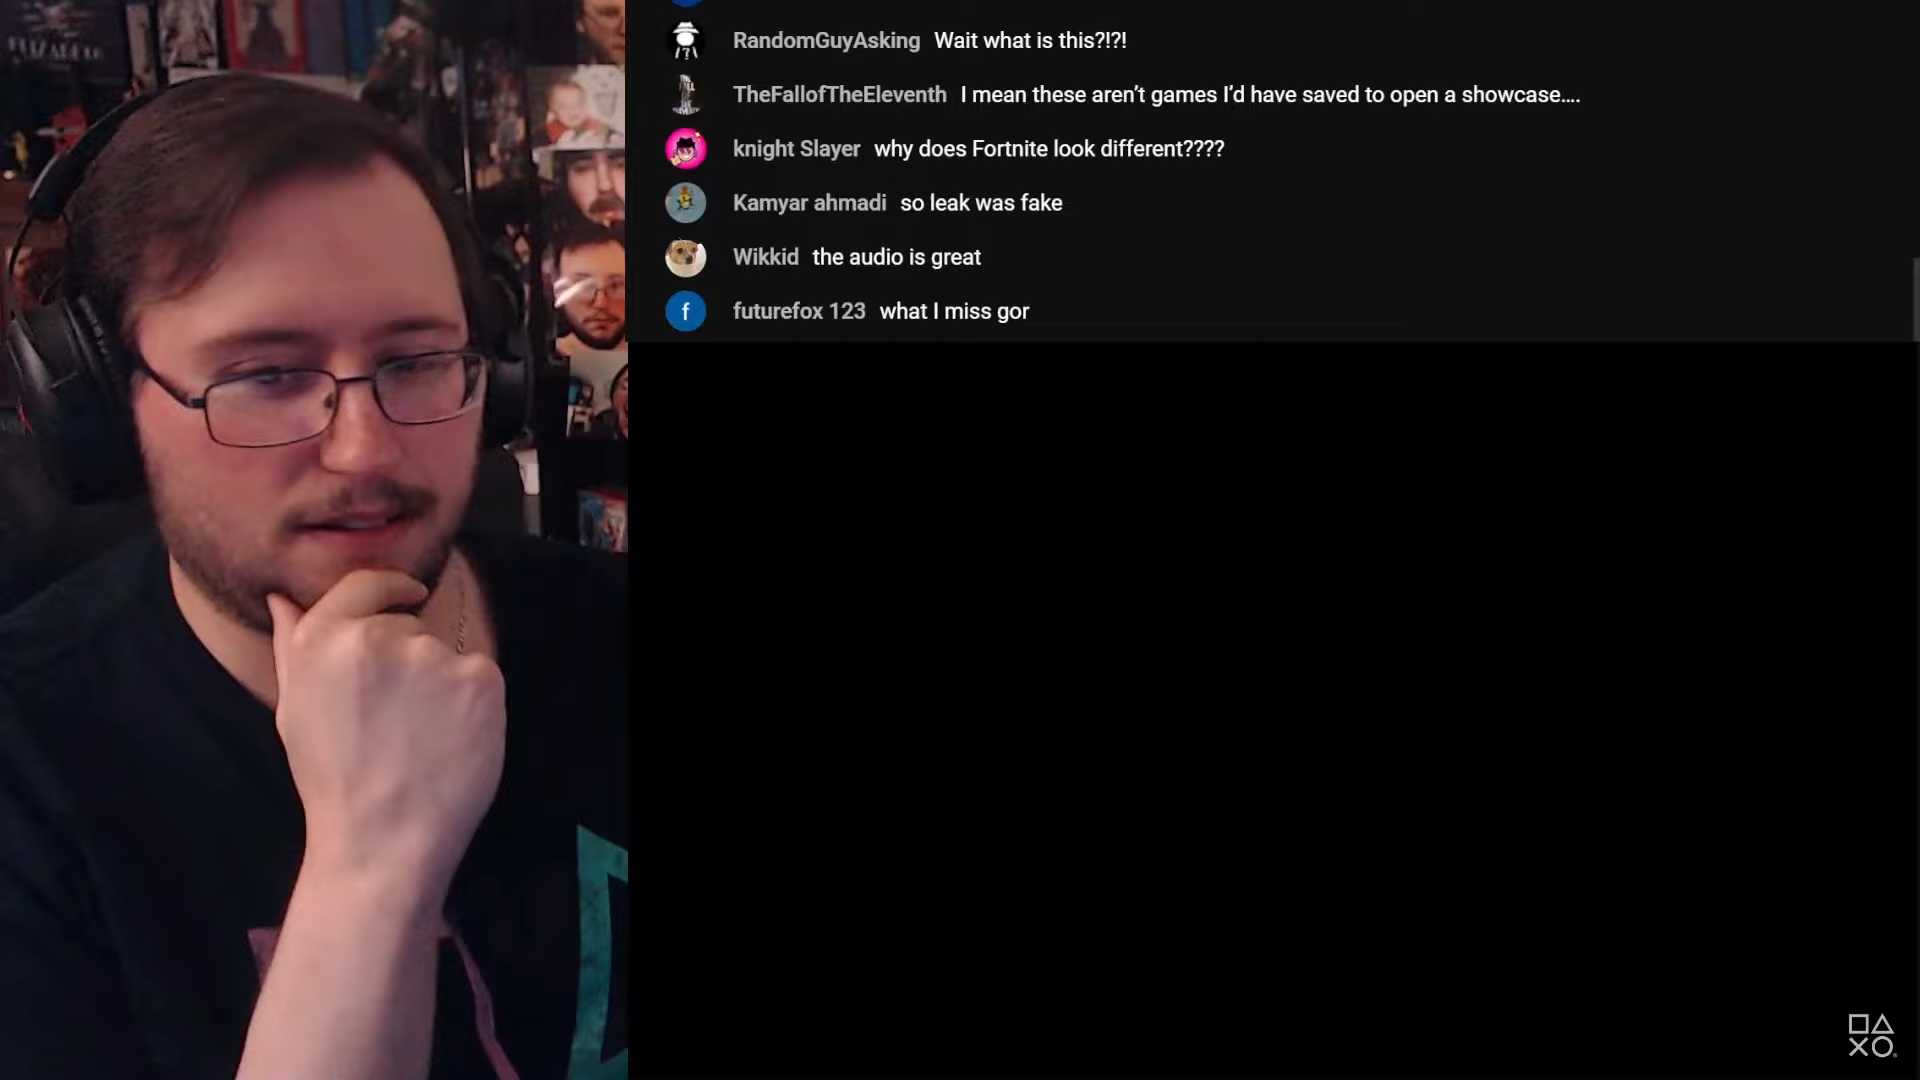 ELIZABETH
RandomGuyAsking Wait what is this?!?!
TheFallofTheEleventh I mean these aren’t games I’d have saved to open a showcase....
knight Slayer why does Fortnite look different????
Kamyar ahmadi so leak was fake
Wikkid the audio is great
f futurefox 123 what I miss gor